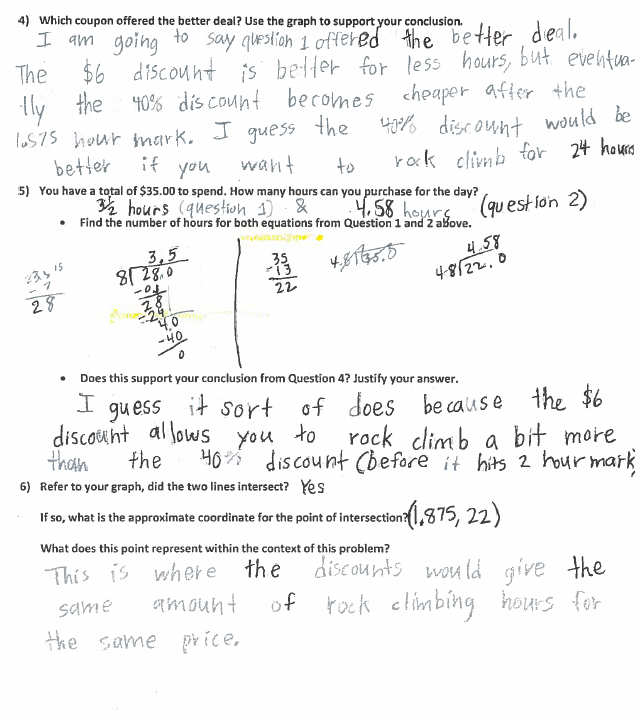 4) Which coupon offered the better deal? Use the graph to support your conclusion.
I am going to say question 1 offered the better deal.
The $6 discount is better for less hours, but eventua-
lly the 40% discount becomes cheaper after the
1.875 hour mark. I guess the 40% discount would be
better if you want to rock climb for 24 hours
5) You have a total of $35.00 to spend. How many hours can you purchase for the day?
3½ hours (question 1) & 4.58 hours (question 2)
• Find the number of hours for both equations from Question 1 and 2 above.
- 7
28
3.5
8 28.0
28
-24
4.0
-40
0
35
-13
22
4.58
4.8 22.0
• Does this support your conclusion from Question 4? Justify your answer.
I guess it sort of does because the $6
discount allows you to rock climb a bit more
than the 40% discount (before it hits 2 hour mark)
6) Refer to your graph, did the two lines intersect? Yes
If so, what is the approximate coordinate for the point of intersection? (1.875, 22)
What does this point represent within the context of this problem?
This is where the discounts would give the
same amount of rock climbing hours for
the same price.